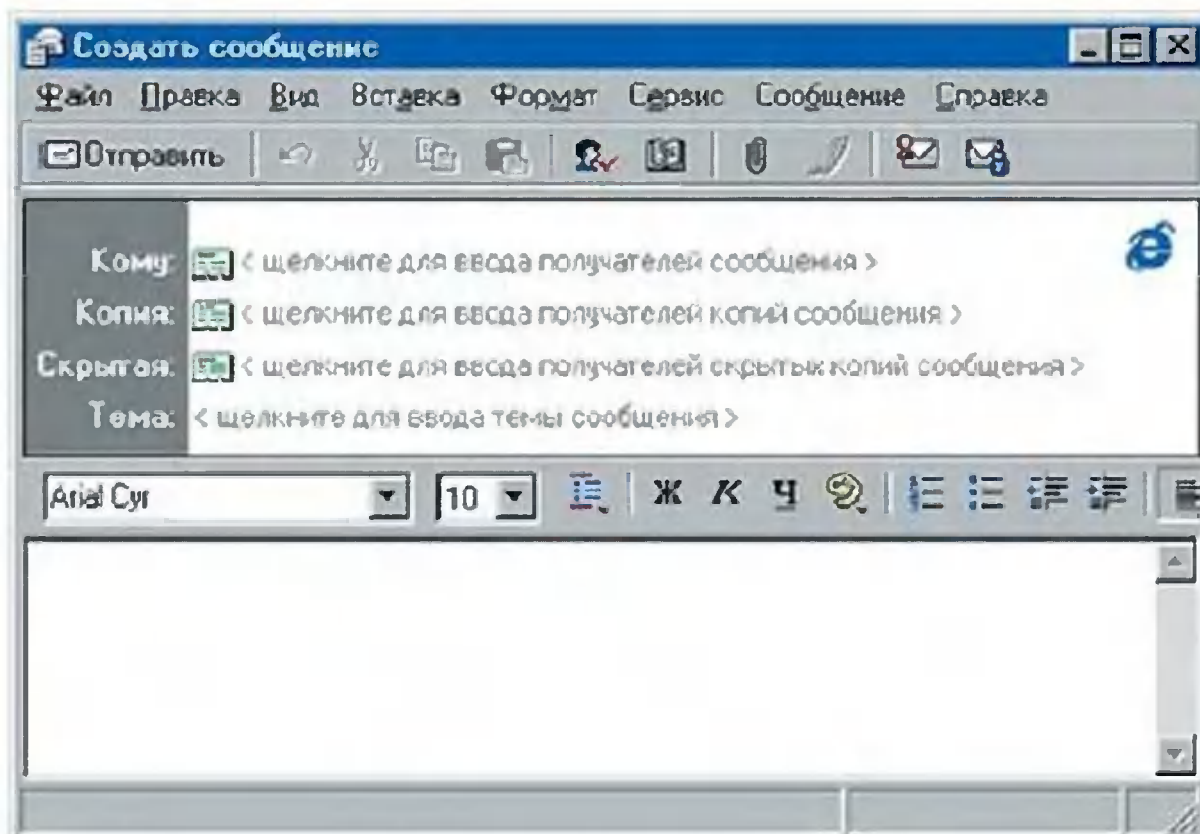 Создать сообщение
Файл Правка Вид Вставка Формат Сервис Сообщение Справка
Отправить
Кому: < щелкните для ввода получателей сообщения >
Копия: < щелкните для ввода получателей копий сообщения >
Скрытая: < щелкните для ввода получателей скрытых копий сообщения >
Тема: < щелкните для ввода темы сообщения >
Arial Cyr 10 Ж К Ч